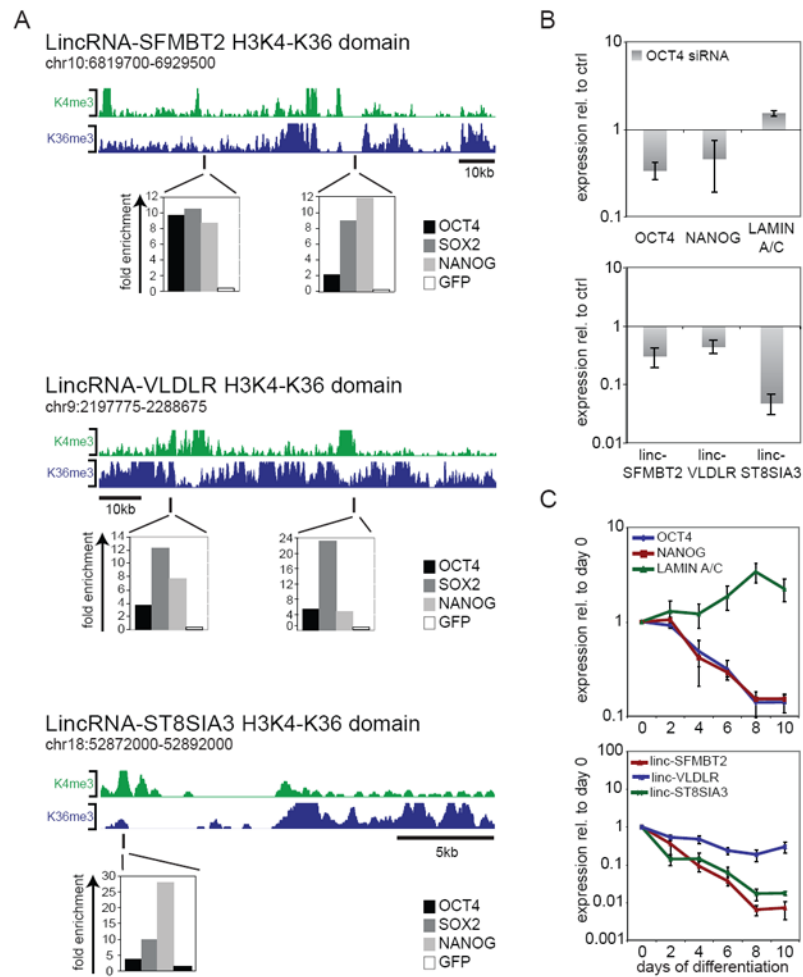 A
LincRNA-SFMBT2 H3K4-K36 domain
chr10:6819700-6929500
K4me3
K36me3
10kb
fold enrichment
12
10
8
6
4
2
0
12
10
8
6
4
2
0
OCT4
SOX2
NANOG
GFP
LincRNA-VLDLR H3K4-K36 domain
chr9:2197775-2288675
K4me3
K36me3
10kb
fold enrichment
14
12
10
8
6
4
2
0
24
20
16
12
8
4
0
OCT4
SOX2
NANOG
GFP
LincRNA-ST8SIA3 H3K4-K36 domain
chr18:52872000-52892000
K4me3
K36me3
5kb
fold enrichment
30
25
20
15
10
5
0
OCT4
SOX2
NANOG
GFP
B
expression rel. to ctrl
10
1
0.1
OCT4 siRNA
OCT4 NANOG LAMIN A/C
expression rel. to ctrl
10
1
0.1
0.01
linc-SFMBT2 linc-VLDLR linc-ST8SIA3
C
expression rel. to day 0
10
1
0.1
OCT4
NANOG
LAMIN A/C
0 2 4 6 8 10
expression rel. to day 0
100
10
1
0.1
0.01
0.001
linc-SFMBT2
linc-VLDLR
linc-ST8SIA3
0 2 4 6 8 10
days of differentiation